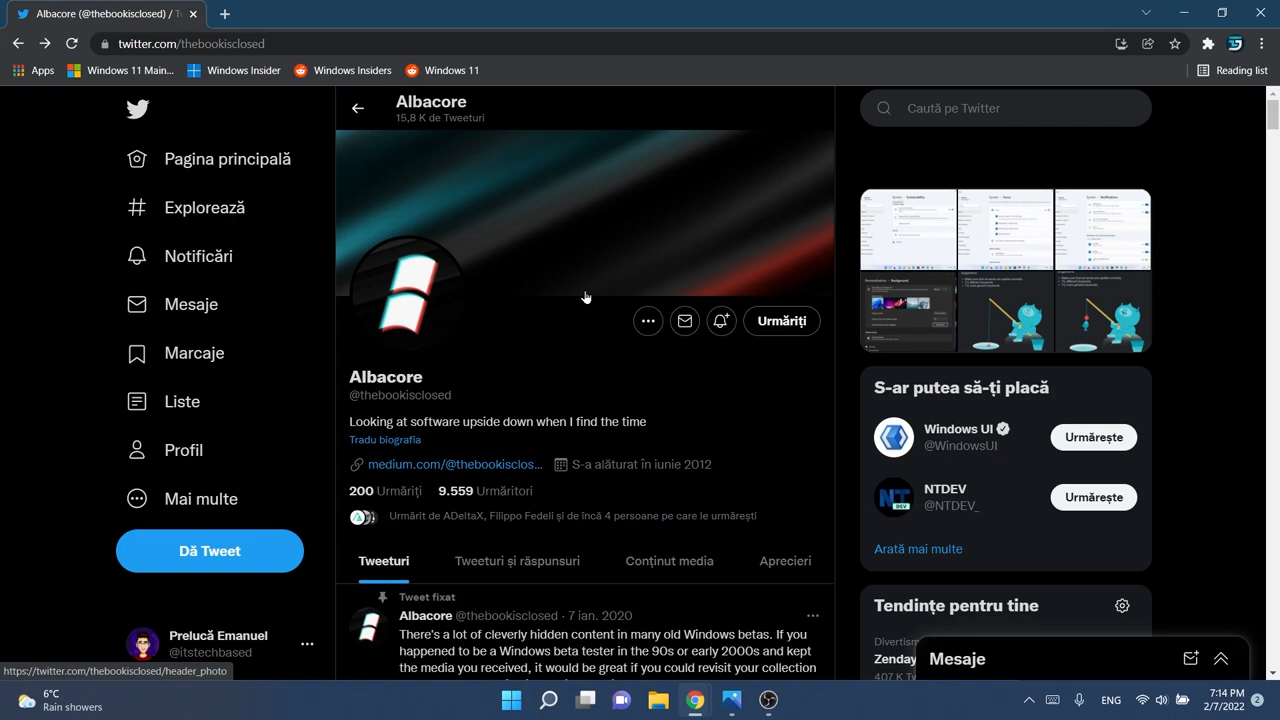 Albacore (@thebookisclosed) / T
twitter.com/thebookisclosed
Apps
Windows 11 Main...
Windows Insider
Windows Insiders
Windows 11
Reading list
Albacore
15,8 K de Tweeturi
Caută pe Twitter
Pagina principală
Explorează
Notificări
Mesaje
Marcaje
Liste
Profil
Mai multe
Dă Tweet
Prelucă Emanuel
@itstechbased
https://twitter.com/thebookisclosed/header_photo
Urmăriți
Albacore
@thebookisclosed
Looking at software upside down when I find the time
Tradu biografia
medium.com/@thebookisclos...
S-a alăturat în iunie 2012
200 Urmăriți 9.559 Urmăritori
Urmărit de ADeltaX, Filippo Fedeli și de încă 4 persoane pe care le urmărești
Tweeturi
Tweeturi și răspunsuri
Conținut media
Aprecieri
Tweet fixat
Albacore @thebookisclosed · 7 ian. 2020
There's a lot of cleverly hidden content in many old Windows betas. If you
happened to be a Windows beta tester in the 90s or early 2000s and kept
the media you received, it would be great if you could revisit your collection
S-ar putea să-ți placă
Windows UI
@WindowsUI
Urmărește
NT
DEV
NTDEV
@NTDEV_
Urmărește
Arată mai multe
Tendințe pentru tine
Divertism
Zenday
407 K Tw
Mesaje
6°C
Rain showers
ENG
7:14 PM
2/7/2022
2